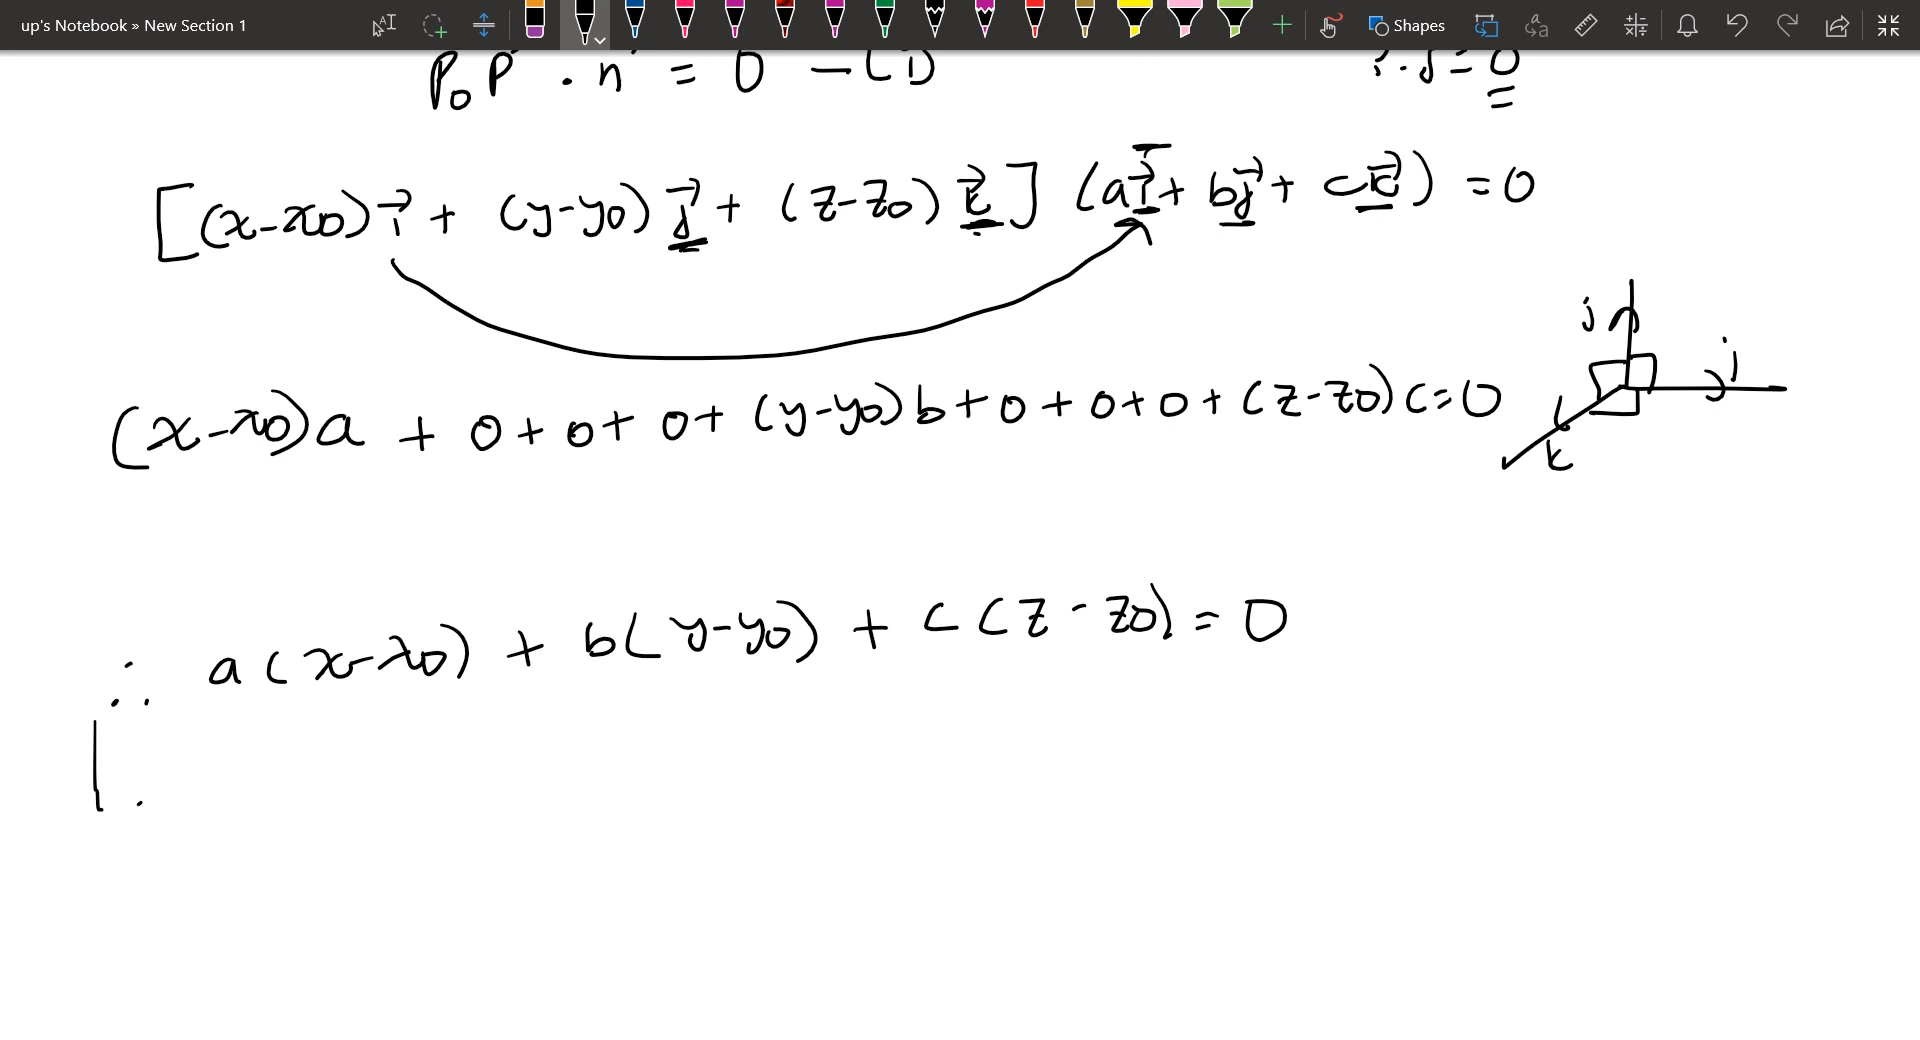 up's Notebook » New Section 1
Shapes
P₀P · n = 0 – (1)
i · j = 0
[(x-x₀)i⃗ + (y-y₀)j⃗ + (z-z₀)k⃗] (ai⃗ + bj⃗ + ck⃗) = 0
j
j
k
(x-x₀)a + 0 + 0 + 0 + (y-y₀)b + 0 + 0 + 0 + (z-z₀)c = 0
∴ a(x-x₀) + b(y-y₀) + c(z-z₀) = 0